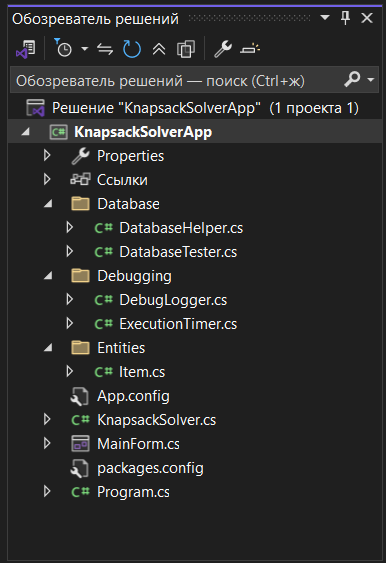 Обозреватель решений
Обозреватель решений — поиск (Ctrl+ж)
Решение "KnapsackSolverApp" (1 проекта 1)
C# KnapsackSolverApp
Properties
Ссылки
Database
C# DatabaseHelper.cs
C# DatabaseTester.cs
Debugging
C# DebugLogger.cs
C# ExecutionTimer.cs
Entities
C# Item.cs
App.config
C# KnapsackSolver.cs
MainForm.cs
packages.config
C# Program.cs